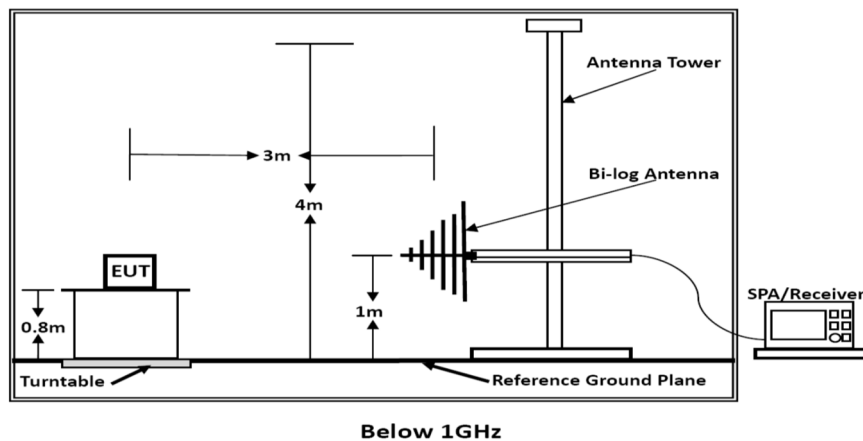 Antenna Tower
3m
Bi-log Antenna
4m
EUT
SPA/Receiver
0.8m
1m
Turntable
Reference Ground Plane
Below 1GHz